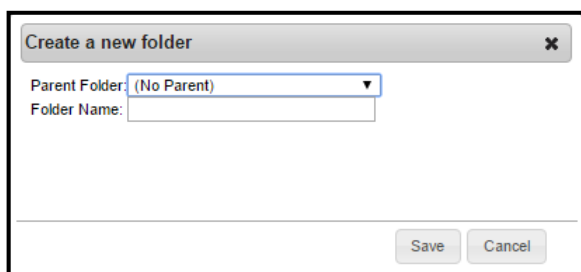 Create a new folder
Parent Folder: (No Parent)
Folder Name:
Save Cancel